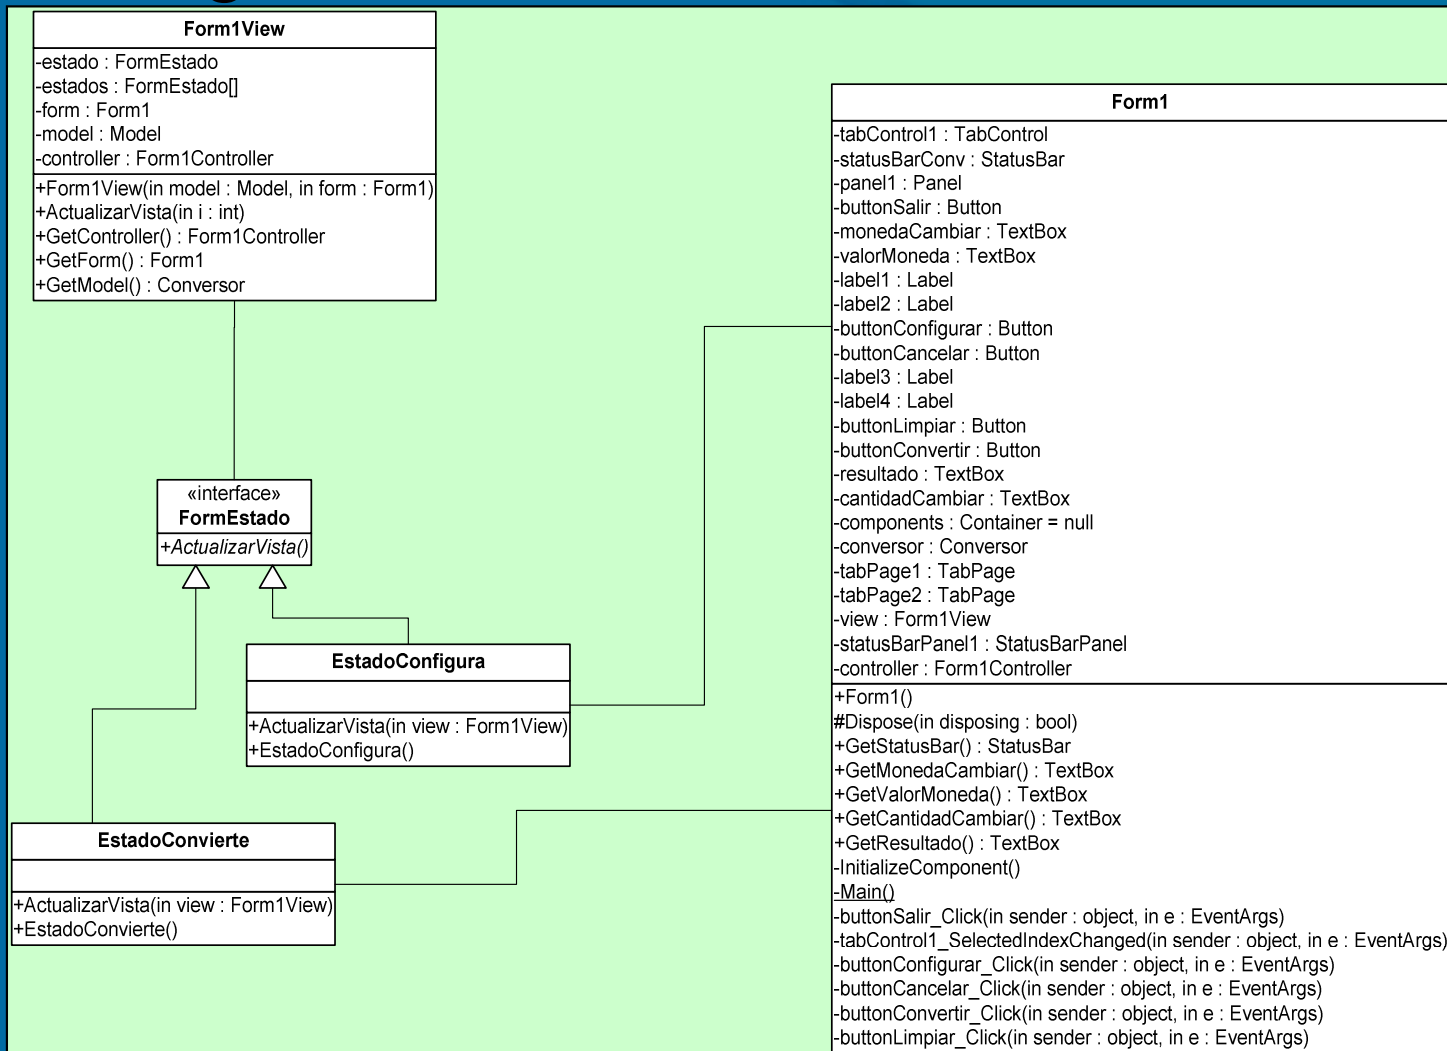 Form1View
-estado : FormEstado
-estados : FormEstado[]
-form : Form1
-model : Model
-controller : Form1Controller
+Form1View(in model : Model, in form : Form1)
+ActualizarVista(in i : int)
+GetController() : Form1Controller
+GetForm() : Form1
+GetModel() : Conversor
«interface»
FormEstado
+ActualizarVista()
EstadoConfigura
+ActualizarVista(in view : Form1View)
+EstadoConfigura()
EstadoConvierte
+ActualizarVista(in view : Form1View)
+EstadoConvierte()
Form1
-tabControl1 : TabControl
-statusBarConv : StatusBar
-panel1 : Panel
-buttonSalir : Button
-monedaCambiar : TextBox
-valorMoneda : TextBox
-label1 : Label
-label2 : Label
-buttonConfigurar : Button
-buttonCancelar : Button
-label3 : Label
-label4 : Label
-buttonLimpiar : Button
-buttonConvertir : Button
-resultado : TextBox
-cantidadCambiar : TextBox
-components : Container = null
-conversor : Conversor
-tabPage1 : TabPage
-tabPage2 : TabPage
-view : Form1View
-statusBarPanel1 : StatusBarPanel
-controller : Form1Controller
+Form1()
#Dispose(in disposing : bool)
+GetStatusBar() : StatusBar
+GetMonedaCambiar() : TextBox
+GetValorMoneda() : TextBox
+GetCantidadCambiar() : TextBox
+GetResultado() : TextBox
-InitializeComponent()
-Main()
-buttonSalir_Click(in sender : object, in e : EventArgs)
-tabControl1_SelectedIndexChanged(in sender : object, in e : EventArgs)
-buttonConfigurar_Click(in sender : object, in e : EventArgs)
-buttonCancelar_Click(in sender : object, in e : EventArgs)
-buttonConvertir_Click(in sender : object, in e : EventArgs)
-buttonLimpiar_Click(in sender : object, in e : EventArgs)